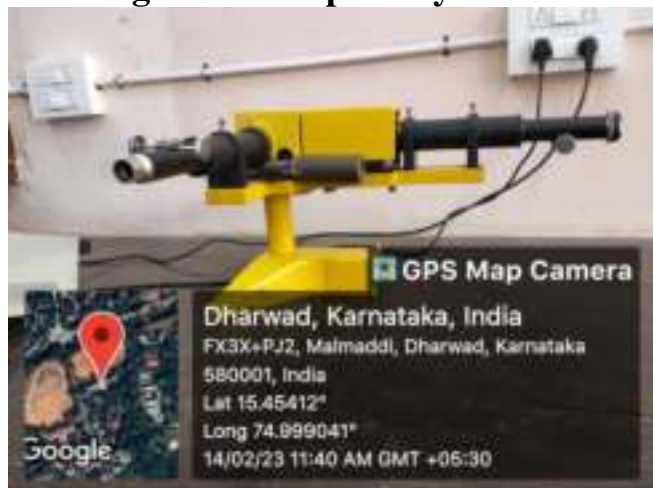 GPS Map Camera
Dharwad, Karnataka, India
FX3X+PJ2, Malmaddi, Dharwad, Karnataka
580001, India
Lat 15.45412°
Long 74.999041°
14/02/23 11:40 AM GMT +05:30
Google